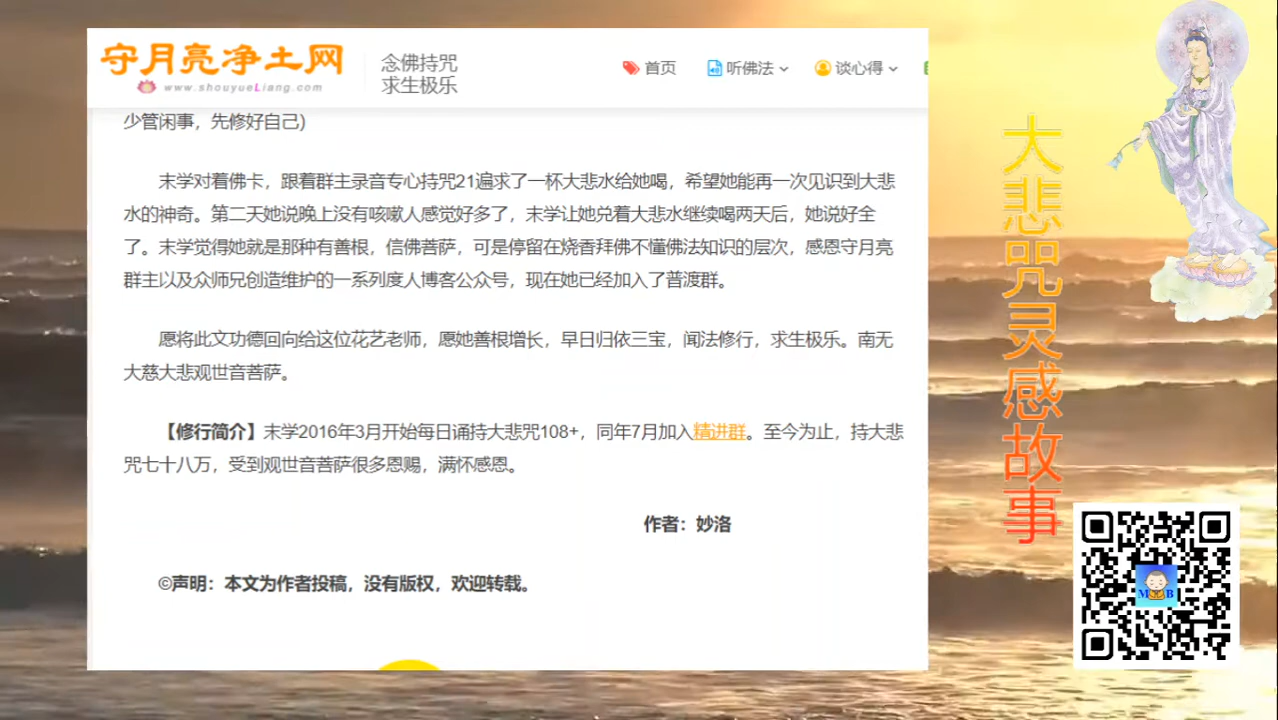 守月亮净土网
www.shouyueLiang.com
念佛持咒
求生极乐
首页
听佛法
谈心得
少管闲事，先修好自己)
末学对着佛卡，跟着群主录音专心持咒21遍求了一杯大悲水给她喝，希望她能再一次见识到大悲
水的神奇。第二天她说晚上没有咳嗽人感觉好多了，末学让她兑着大悲水继续喝两天后，她说好全
了。末学觉得她就是那种有善根，信佛菩萨，可是停留在烧香拜佛不懂佛法知识的层次，感恩守月亮
群主以及众师兄创造维护的一系列度人博客公众号，现在她已经加入了普渡群。
愿将此文功德回向给这位花艺老师，愿她善根增长，早日归依三宝，闻法修行，求生极乐。南无
大慈大悲观世音菩萨。
【修行简介】末学2016年3月开始每日诵持大悲咒108+，同年7月加入精进群。至今为止，持大悲
咒七十八万，受到观世音菩萨很多恩赐，满怀感恩。
作者：妙洛
©声明：本文为作者投稿，没有版权，欢迎转载。
大悲咒灵感故事
M B